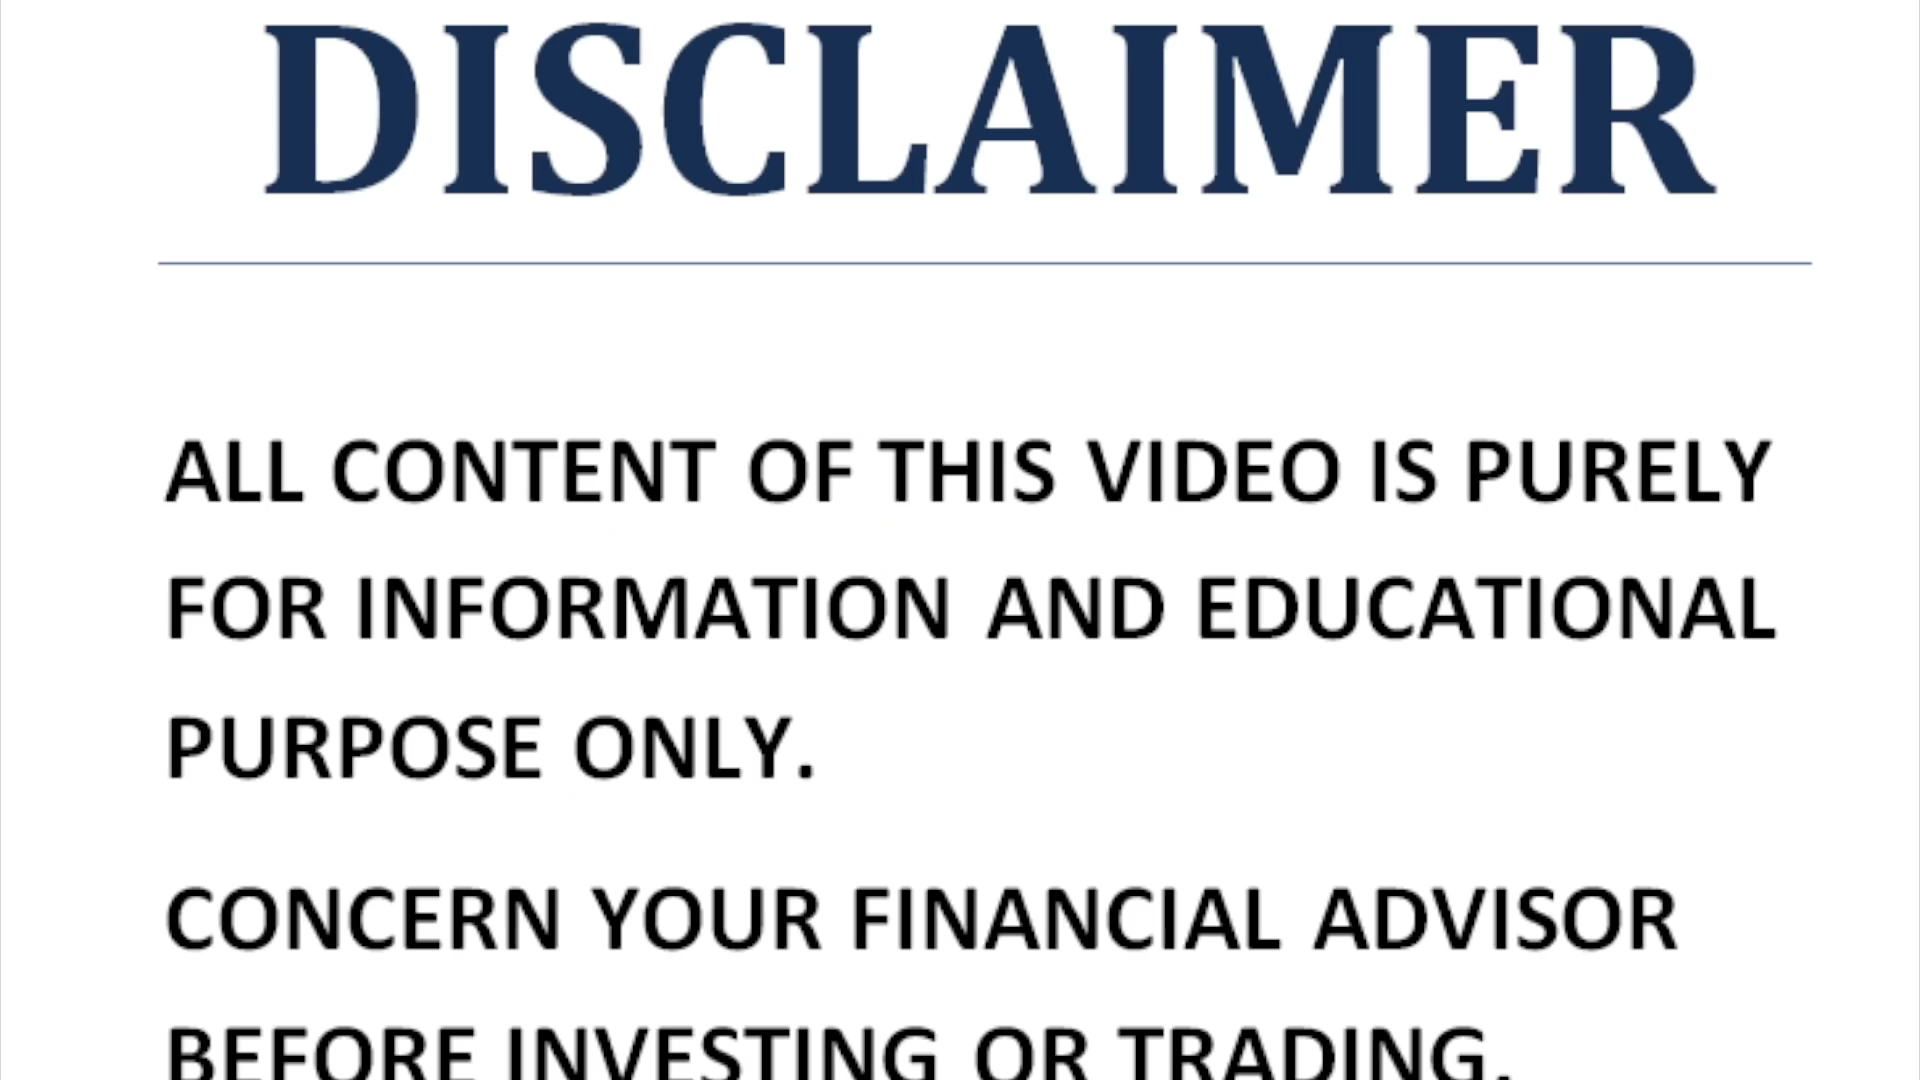 DISCLAIMER
ALL CONTENT OF THIS VIDEO IS PURELY
FOR INFORMATION AND EDUCATIONAL
PURPOSE ONLY.
CONCERN YOUR FINANCIAL ADVISOR
BEFORE INVESTING OR TRADING.